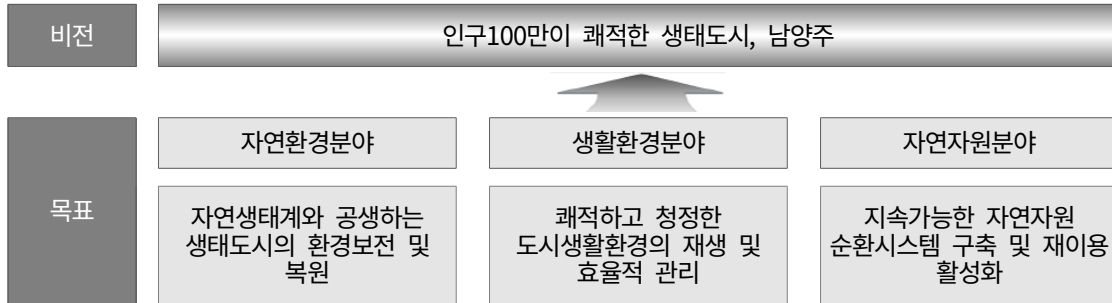 비전
인구100만이 쾌적한 생태도시, 남양주
목표
자연환경분야
생활환경분야
자연자원분야
자연생태계와 공생하는
생태도시의 환경보전 및
복원
쾌적하고 청정한
도시생활환경의 재생 및
효율적 관리
지속가능한 자연자원
순환시스템 구축 및 재이용
활성화